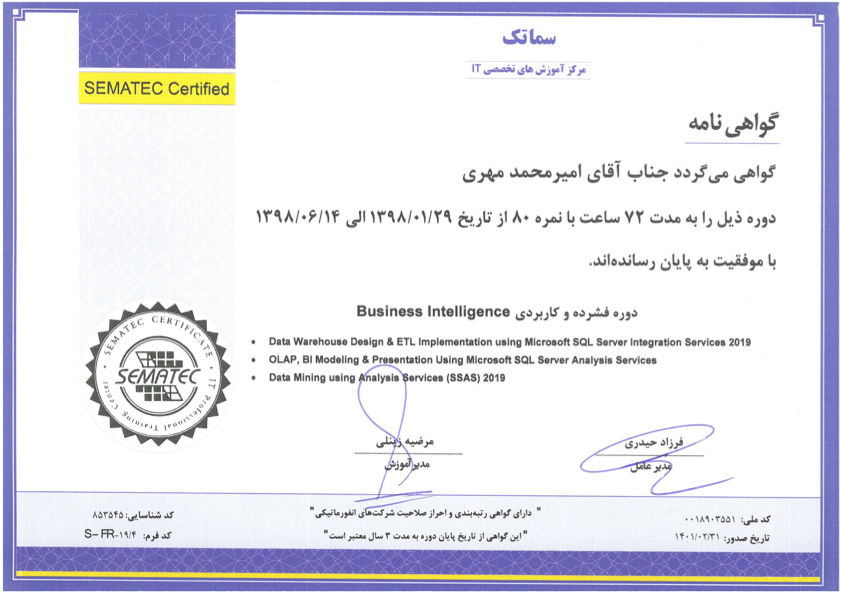 سماتک
مرکز آموزش های تخصصی IT
SEMATEC Certified
گواهی نامه
گواهی می‌گردد جناب آقای امیرمحمد مهری
دوره ذیل را به مدت ۷۲ ساعت با نمره ۸۰ از تاریخ ۱۳۹۸/۰۱/۲۹ الی ۱۳۹۸/۰۶/۱۴
با موفقیت به پایان رسانده‌اند.
دوره فشرده و کاربردی Business Intelligence
• Data Warehouse Design & ETL Implementation using Microsoft SQL Server Integration Services 2019
• OLAP, BI Modeling & Presentation Using Microsoft SQL Server Analysis Services
• Data Mining using Analysis Services (SSAS) 2019
SEMATEC CERTIFICATE
SEMATEC
IT Professional Training Center
فرزاد حیدری
مدیر عامل
مرضیه زینلی
مدیر آموزش
کد ملی: ۰۰۱۸۹۰۳۵۵۱
تاریخ صدور: ۱۴۰۱/۰۲/۳۱
" دارای گواهی رتبه‌بندی و احراز صلاحیت شرکت‌های انفورماتیکی"
"این گواهی از تاریخ پایان دوره به مدت ۳ سال معتبر است"
کد شناسایی: ۸۵۳۵۴۵
کد فرم: S-FR-۱۹/۴